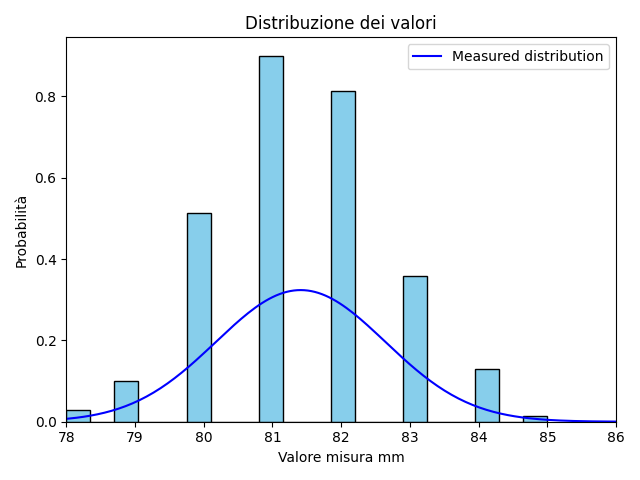 Distribuzione dei valori
Measured distribution
Probabilità
0.8
0.6
0.4
0.2
0.0
78 79 80 81 82 83 84 85 86
Valore misura mm